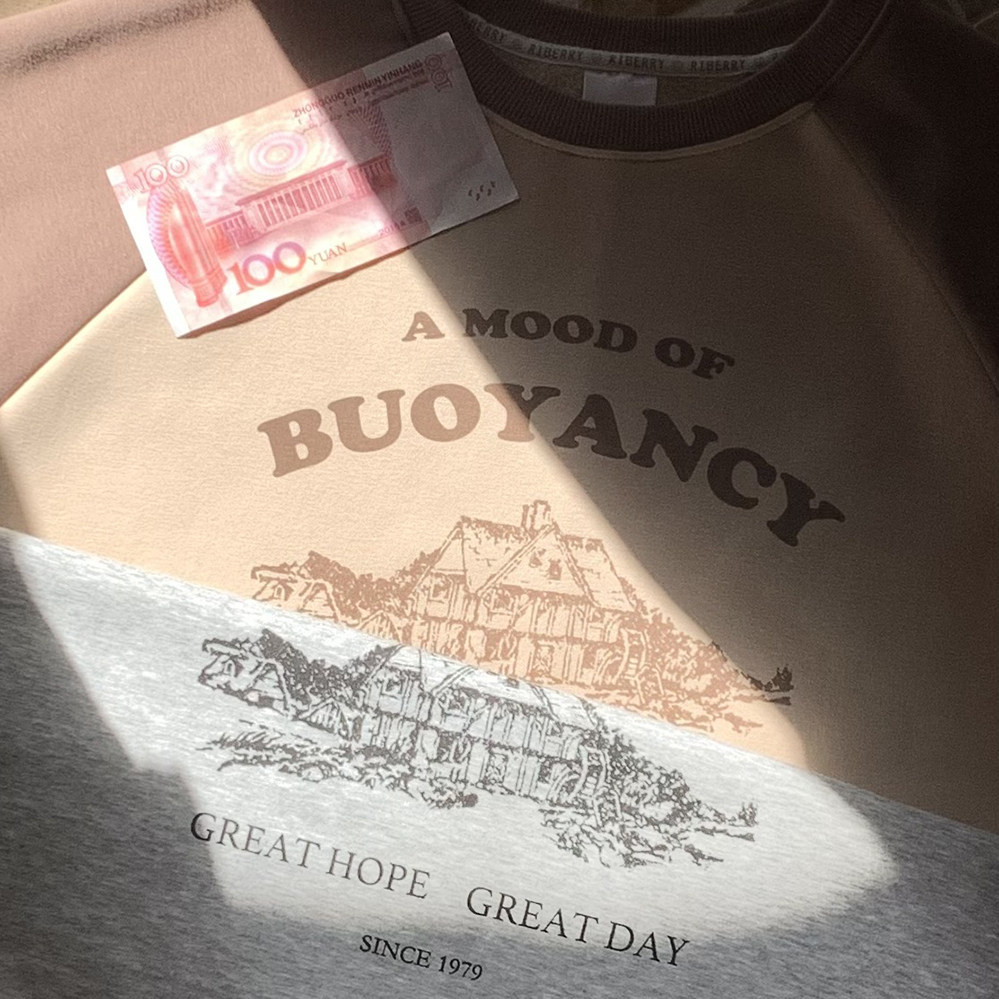 RIBERRY RIBERRY RIBERRY
ZHONGGUO RENMIN YINHANG
100
100 YUAN
A MOOD OF
BUOYANCY
GREAT HOPE GREAT DAY
SINCE 1979